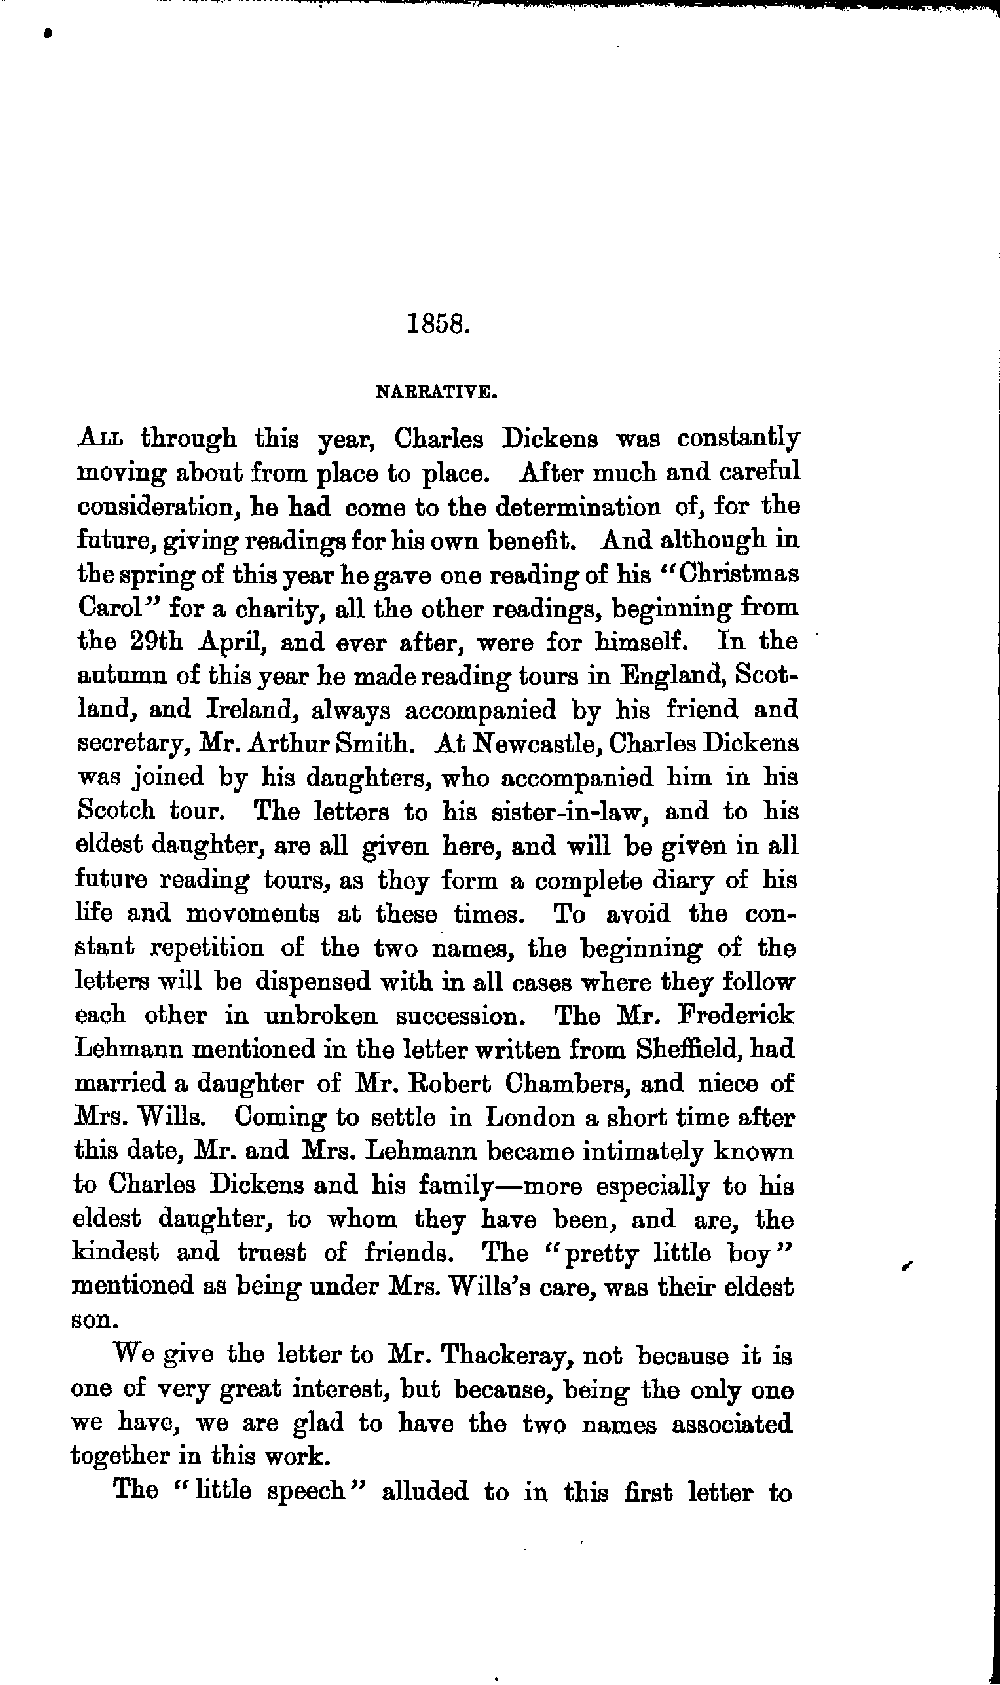 1858.
NARRATIVE.
ALL through this year, Charles Dickens was constantly
moving about from place to place. After much and careful
consideration, he had come to the determination of, for the
future, giving readings for his own benefit. And although in
the spring of this year he gave one reading of his “Christmas
Carol” for a charity, all the other readings, beginning from
the 29th April, and ever after, were for himself. In the
autumn of this year he made reading tours in England, Scot-
land, and Ireland, always accompanied by his friend and
secretary, Mr. Arthur Smith. At Newcastle, Charles Dickens
was joined by his daughters, who accompanied him in his
Scotch tour. The letters to his sister-in-law, and to his
eldest daughter, are all given here, and will be given in all
future reading tours, as they form a complete diary of his
life and movements at these times. To avoid the con-
stant repetition of the two names, the beginning of the
letters will be dispensed with in all cases where they follow
each other in unbroken succession. The Mr. Frederick
Lehmann mentioned in the letter written from Sheffield, had
married a daughter of Mr. Robert Chambers, and niece of
Mrs. Wills. Coming to settle in London a short time after
this date, Mr. and Mrs. Lehmann became intimately known
to Charles Dickens and his family—more especially to his
eldest daughter, to whom they have been, and are, the
kindest and truest of friends. The “pretty little boy”
mentioned as being under Mrs. Wills's care, was their eldest
son.
We give the letter to Mr. Thackeray, not because it is
one of very great interest, but because, being the only one
we have, we are glad to have the two names associated
together in this work.
The “little speech” alluded to in this first letter to